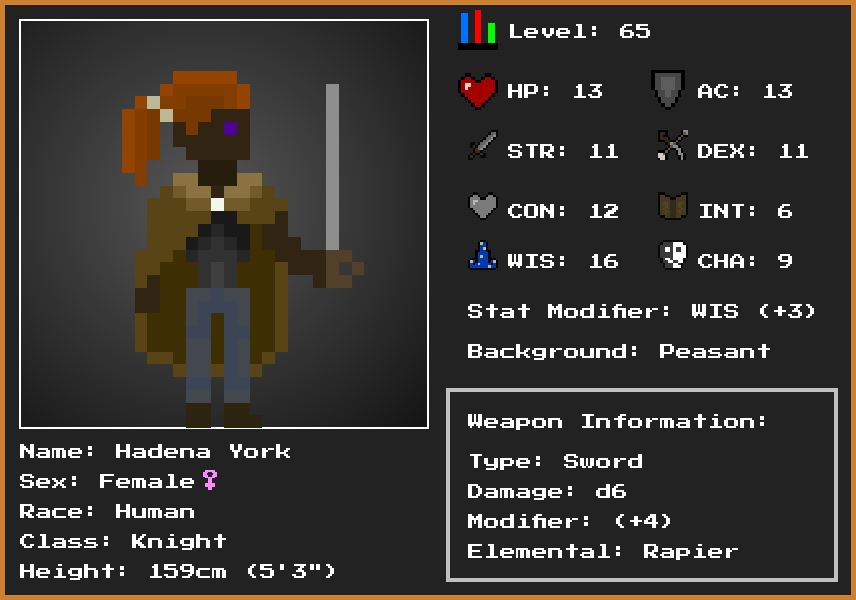 Level: 65
HP: 13 AC: 13
STR: 11 DEX: 11
CON: 12 INT: 6
WIS: 16 CHA: 9
Stat Modifier: WIS (+3)
Background: Peasant
Weapon Information:
Type: Sword
Damage: d6
Modifier: (+4)
Elemental: Rapier
Name: Hadena York
Sex: Female♀
Race: Human
Class: Knight
Height: 159cm (5'3")